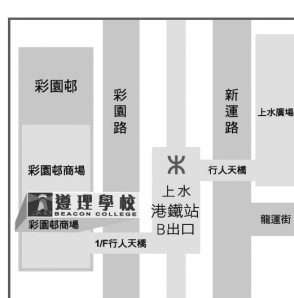 彩園邨
彩園路
新運路
上水廣場
彩園邨商場
行人天橋
上水
港鐵站
B出口
遵理學校
BEACON COLLEGE
彩園邨商場
龍運街
1/F行人天橋